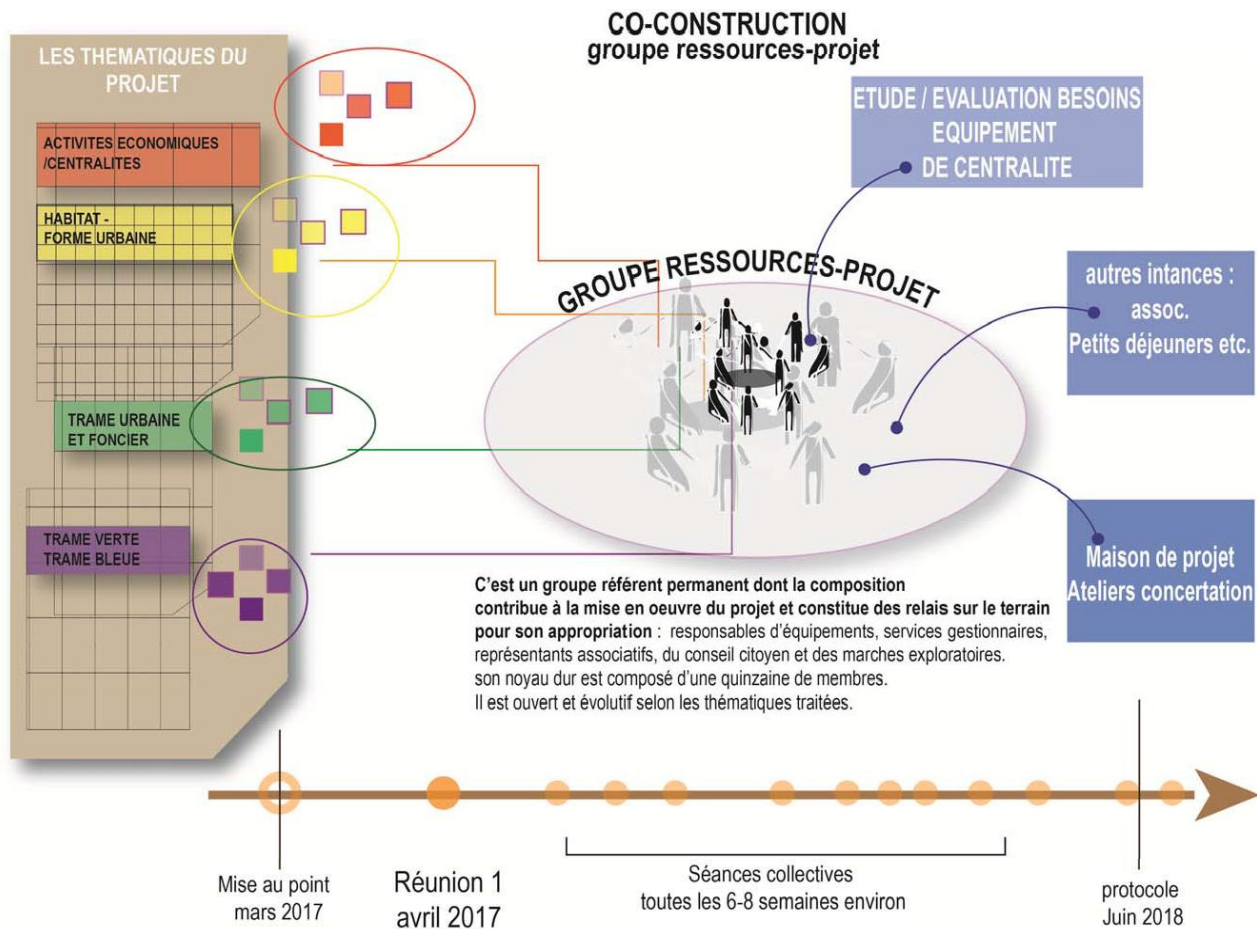 CO-CONSTRUCTION
groupe ressources-projet
LES THEMATIQUES DU
PROJET
ACTIVITES ECONOMIQUES
/CENTRALITES
HABITAT -
FORME URBAINE
TRAME URBAINE
ET FONCIER
TRAME VERTE
TRAME BLEUE
GROUPE RESSOURCES-PROJET
ETUDE / EVALUATION BESOINS
EQUIPEMENT
DE CENTRALITE
autres intances :
assoc.
Petits déjeuners etc.
Maison de projet
Ateliers concertation
C'est un groupe référent permanent dont la composition
contribue à la mise en oeuvre du projet et constitue des relais sur le terrain
pour son appropriation : responsables d'équipements, services gestionnaires,
représentants associatifs, du conseil citoyen et des marches exploratoires.
son noyau dur est composé d'une quinzaine de membres.
Il est ouvert et évolutif selon les thématiques traitées.
Mise au point
mars 2017
Réunion 1
avril 2017
Séances collectives
toutes les 6-8 semaines environ
protocole
Juin 2018